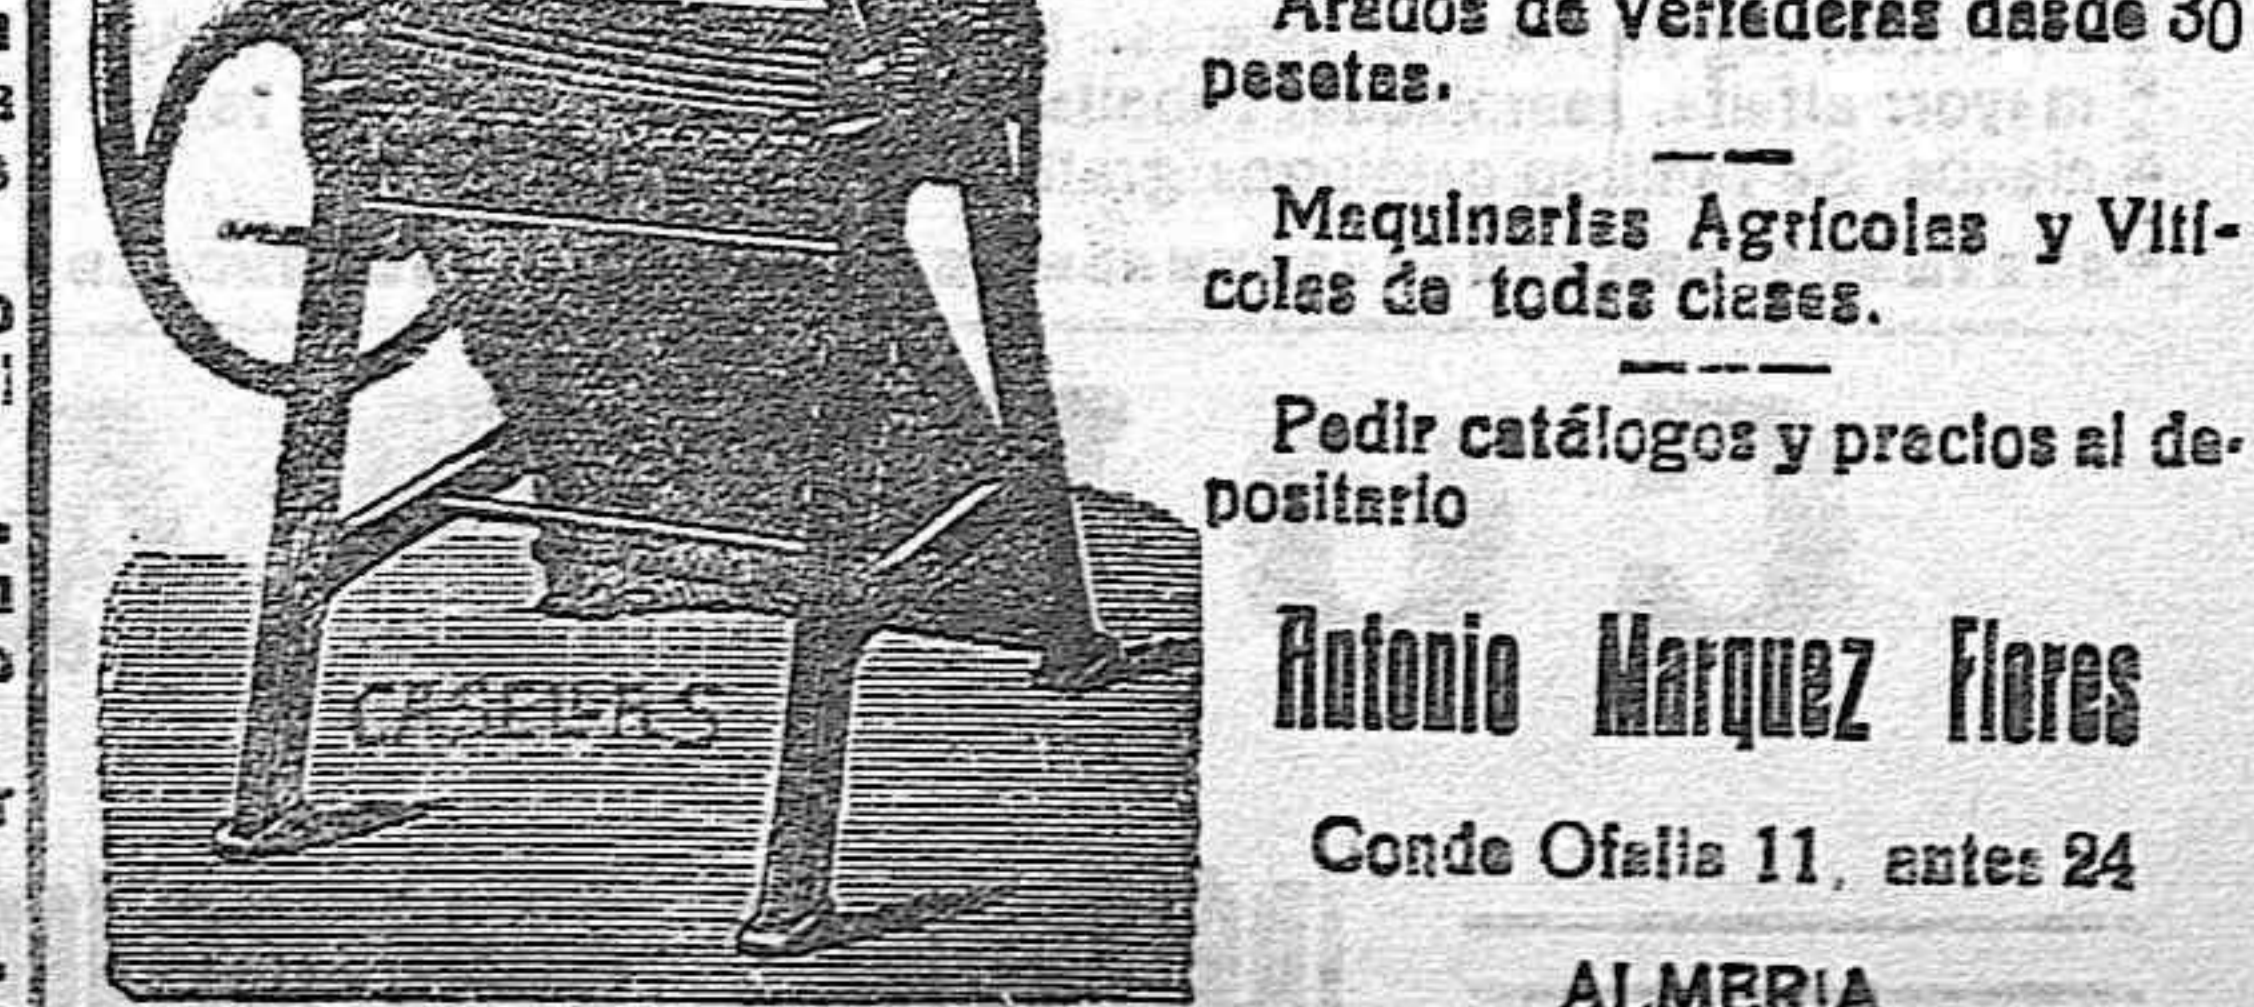 Arados de vertederas desde 30
pesetas.
Maquinarias Agrícolas y Vití-
colas de todas clases.
Pedir catálogos y precios al de-
positario
Antonio Marquez Flores
Conde Ofalia 11, antes 24
ALMERIA